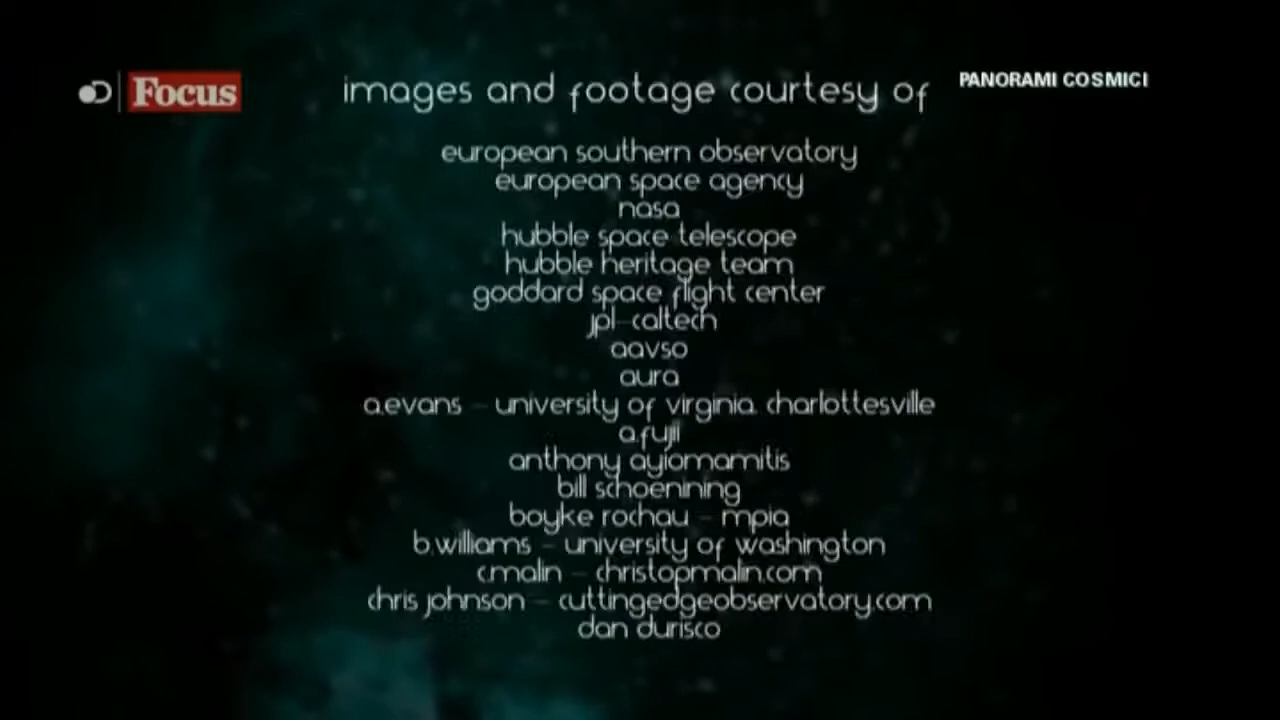 Focus
PANORAMI COSMICI
images and footage courtesy of
european southern observatory
european space agency
nasa
hubble space telescope
hubble heritage team
goddard space flight center
jpl-caltech
aavso
aura
a.evans - university of virginia. charlottesville
a.fujii
anthony ayiomamitis
bill schoenining
boyke rochau - mpia
b.williams - university of washington
c.malin - christopmalin.com
chris johnson - cuttingedgeobservatory.com
dan durisco